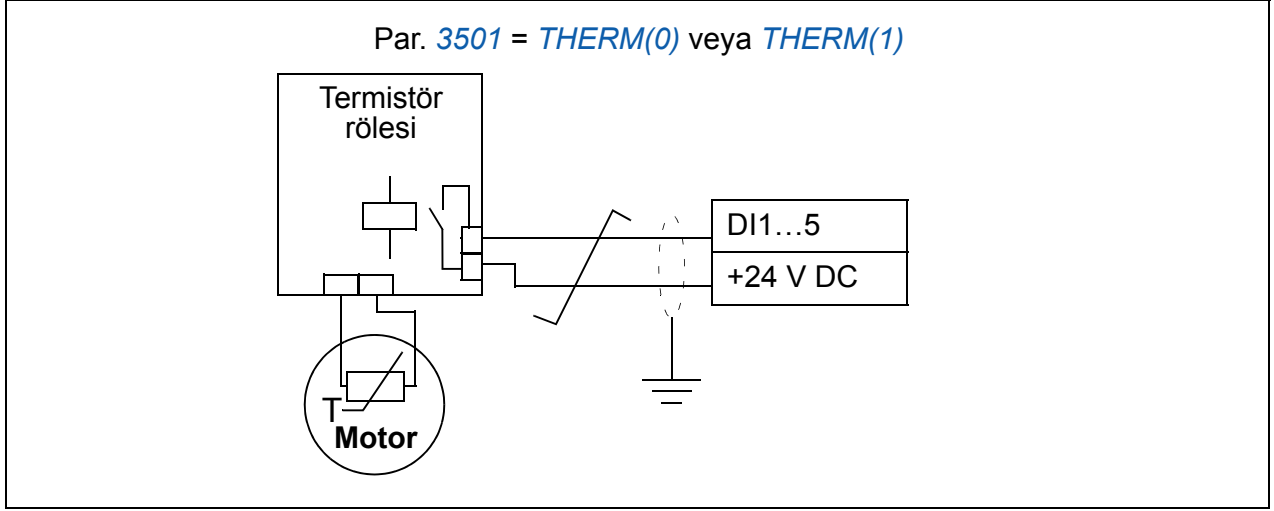 Par. 3501 = THERM(0) veya THERM(1)
Termistör
rölesi
DI1…5
+24 V DC
T
Motor